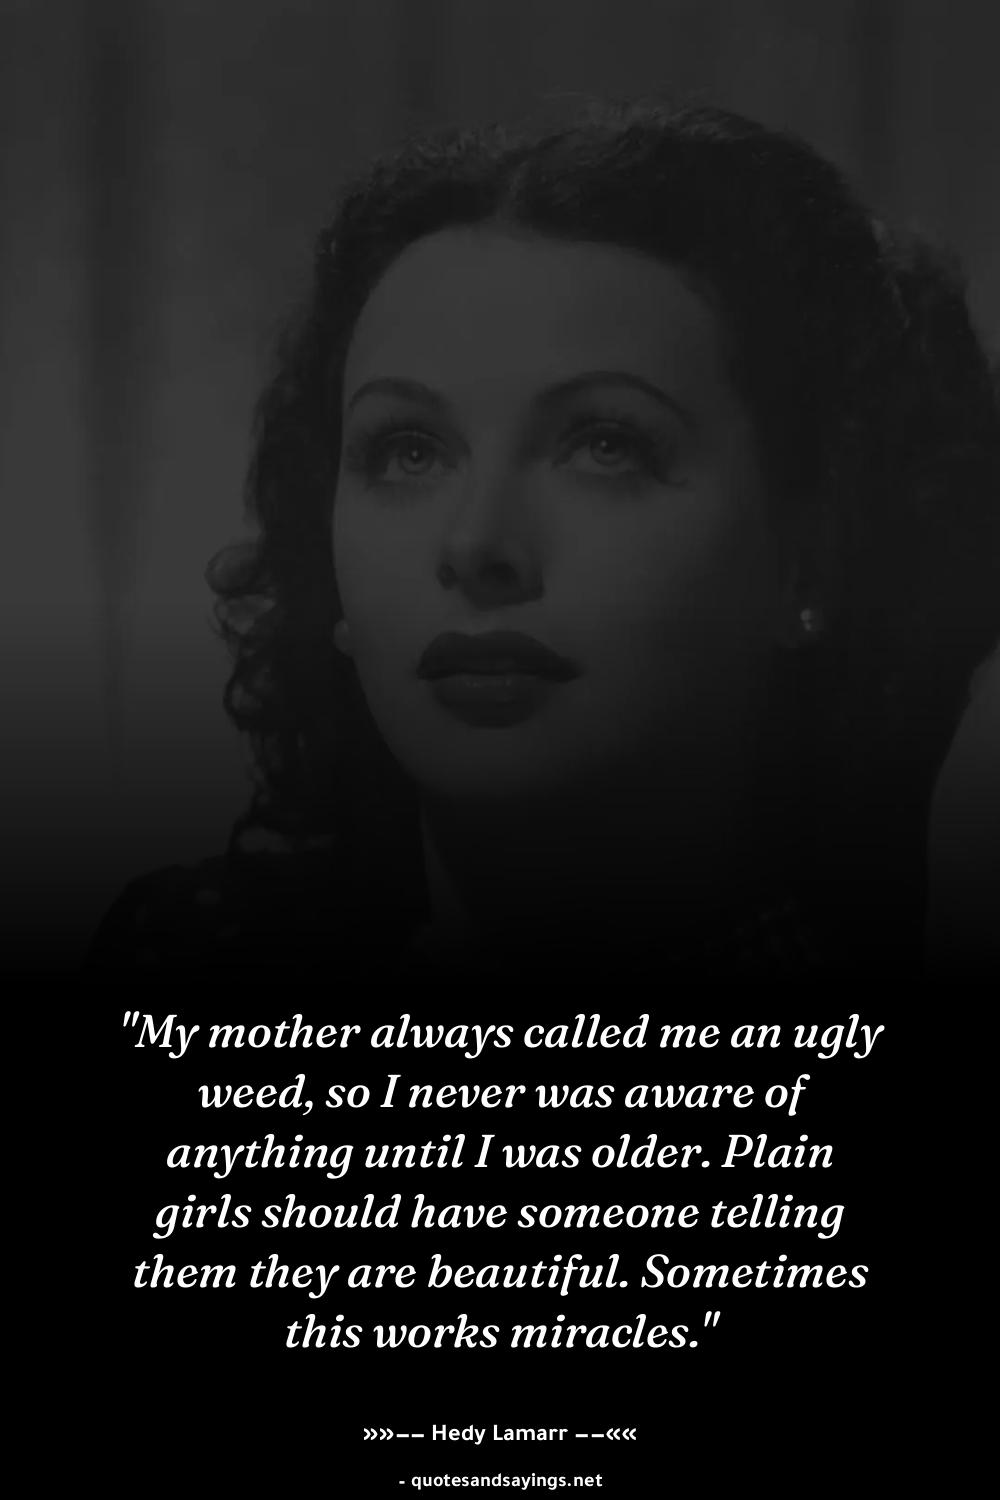 "My mother always called me an ugly
weed, so I never was aware of
anything until I was older. Plain
girls should have someone telling
them they are beautiful. Sometimes
this works miracles."
»»−− Hedy Lamarr −−««
- quotesandsayings.net